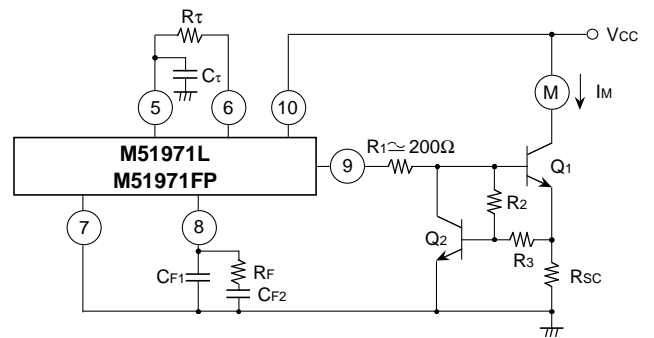 Rτ
Cτ
VCC
5
6
10
M
IM
M51971L
M51971FP
9
R1≃200Ω
Q1
R2
Q2
R3
7
8
CF1
RF
CF2
RSC